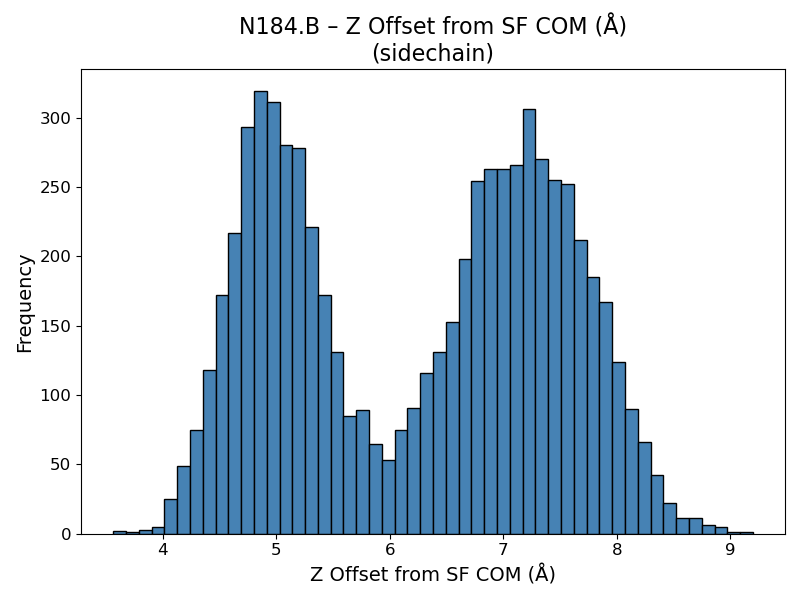 N184.B – Z Offset from SF COM (Å)
(sidechain)
Frequency
300
250
200
150
100
50
0
4 5 6 7 8 9
Z Offset from SF COM (Å)